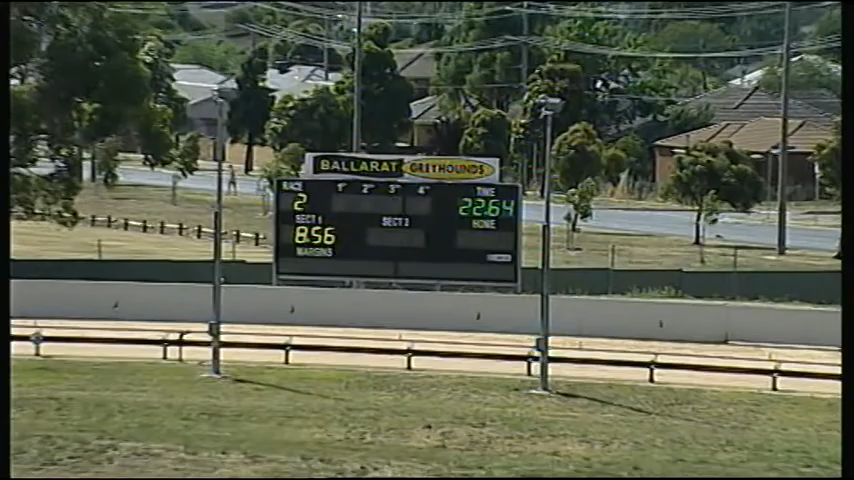 BALLARAT GREYHOUNDS
RACE 1ST 2ND 3RD 4TH TIME
2 22.64
SECT 1 SECT 2 HOME
8.56
MARGINS